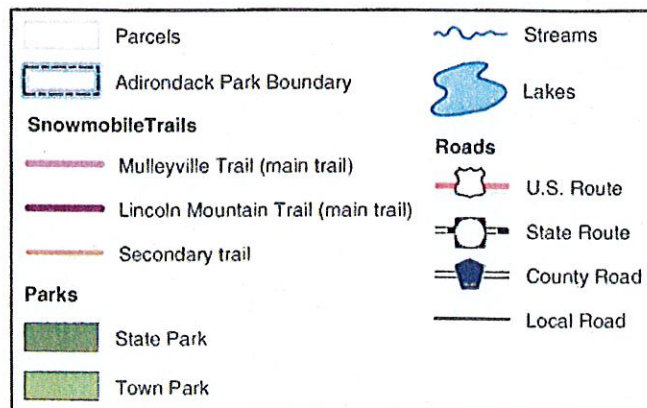 Parcels
Adirondack Park Boundary
SnowmobileTrails
Mulleyville Trail (main trail)
Lincoln Mountain Trail (main trail)
Secondary trail
Parks
State Park
Town Park
Streams
Lakes
Roads
U.S. Route
State Route
County Road
Local Road